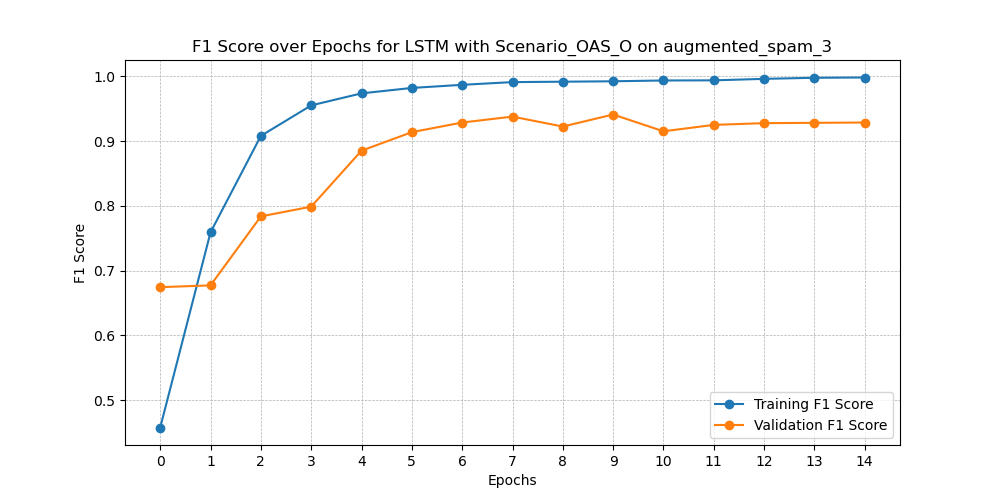 F1 Score over Epochs for LSTM with Scenario_OAS_O on augmented_spam_3
1.0
0.9
0.8
0.7
0.6
0.5
F1 Score
Training F1 Score
Validation F1 Score
0 1 2 3 4 5 6 7 8 9 10 11 12 13 14
Epochs